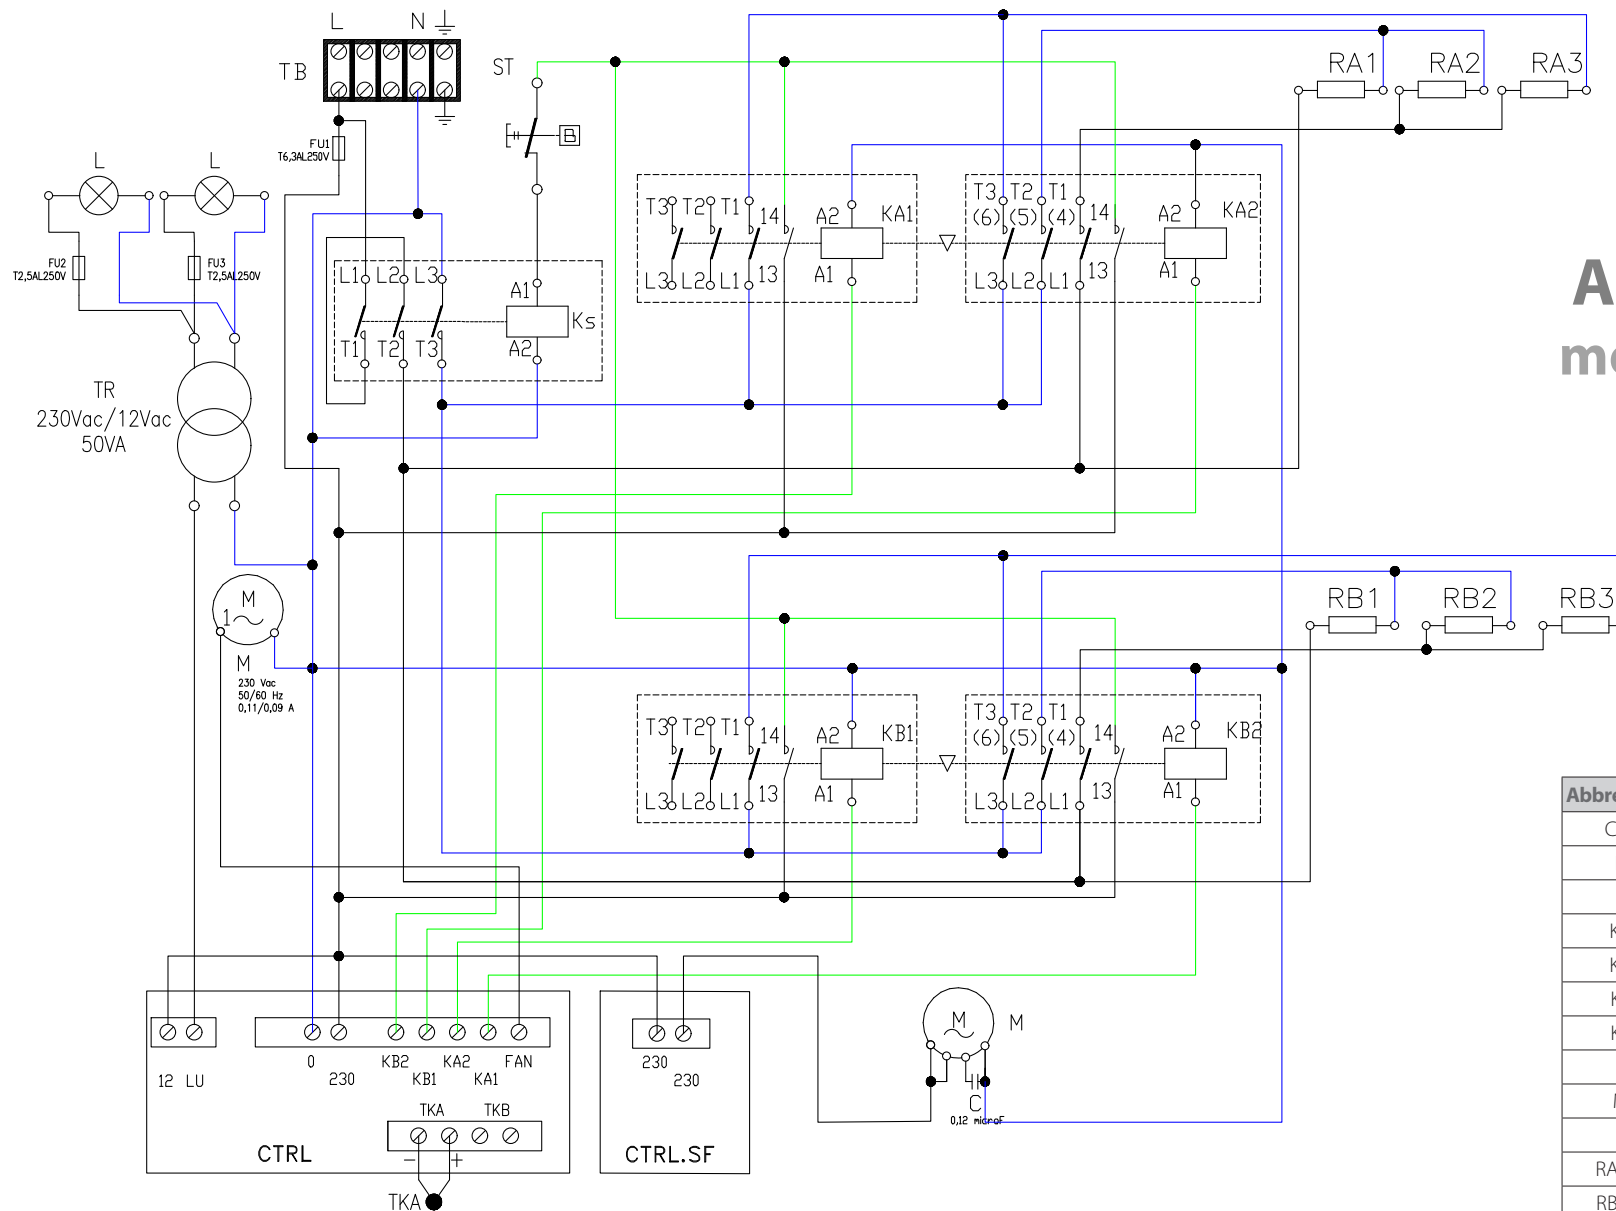 L N
TB
ST
RA1 RA2 RA3
FU1
T6,3AL250V
L L
FU2
T2,5AL250V
FU3
T2,5AL250V
T3 T2 T1 14 A2 KA1
L3 L2 L1 13 A1
T3 T2 T1 14 A2 KA2
(6) (5) (4)
L3 L2 L1 13 A1
L1 L2 L3 A1
Ks
T1 T2 T3 A2
TR
230Vac/12Vac
50VA
M
1
M
230 Vac
50/60 Hz
0,11/0,09 A
RB1 RB2 RB3
T3 T2 T1 14 A2 KB1
L3 L2 L1 13 A1
T3 T2 T1 14 A2 KB2
(6) (5) (4)
L3 L2 L1 13 A1
12 LU
0 230 KB2 KB1 KA2 KA1 FAN
TKA TKB
- +
CTRL
TKA
230 230
CTRL.SF
M M
C
0,12 microF